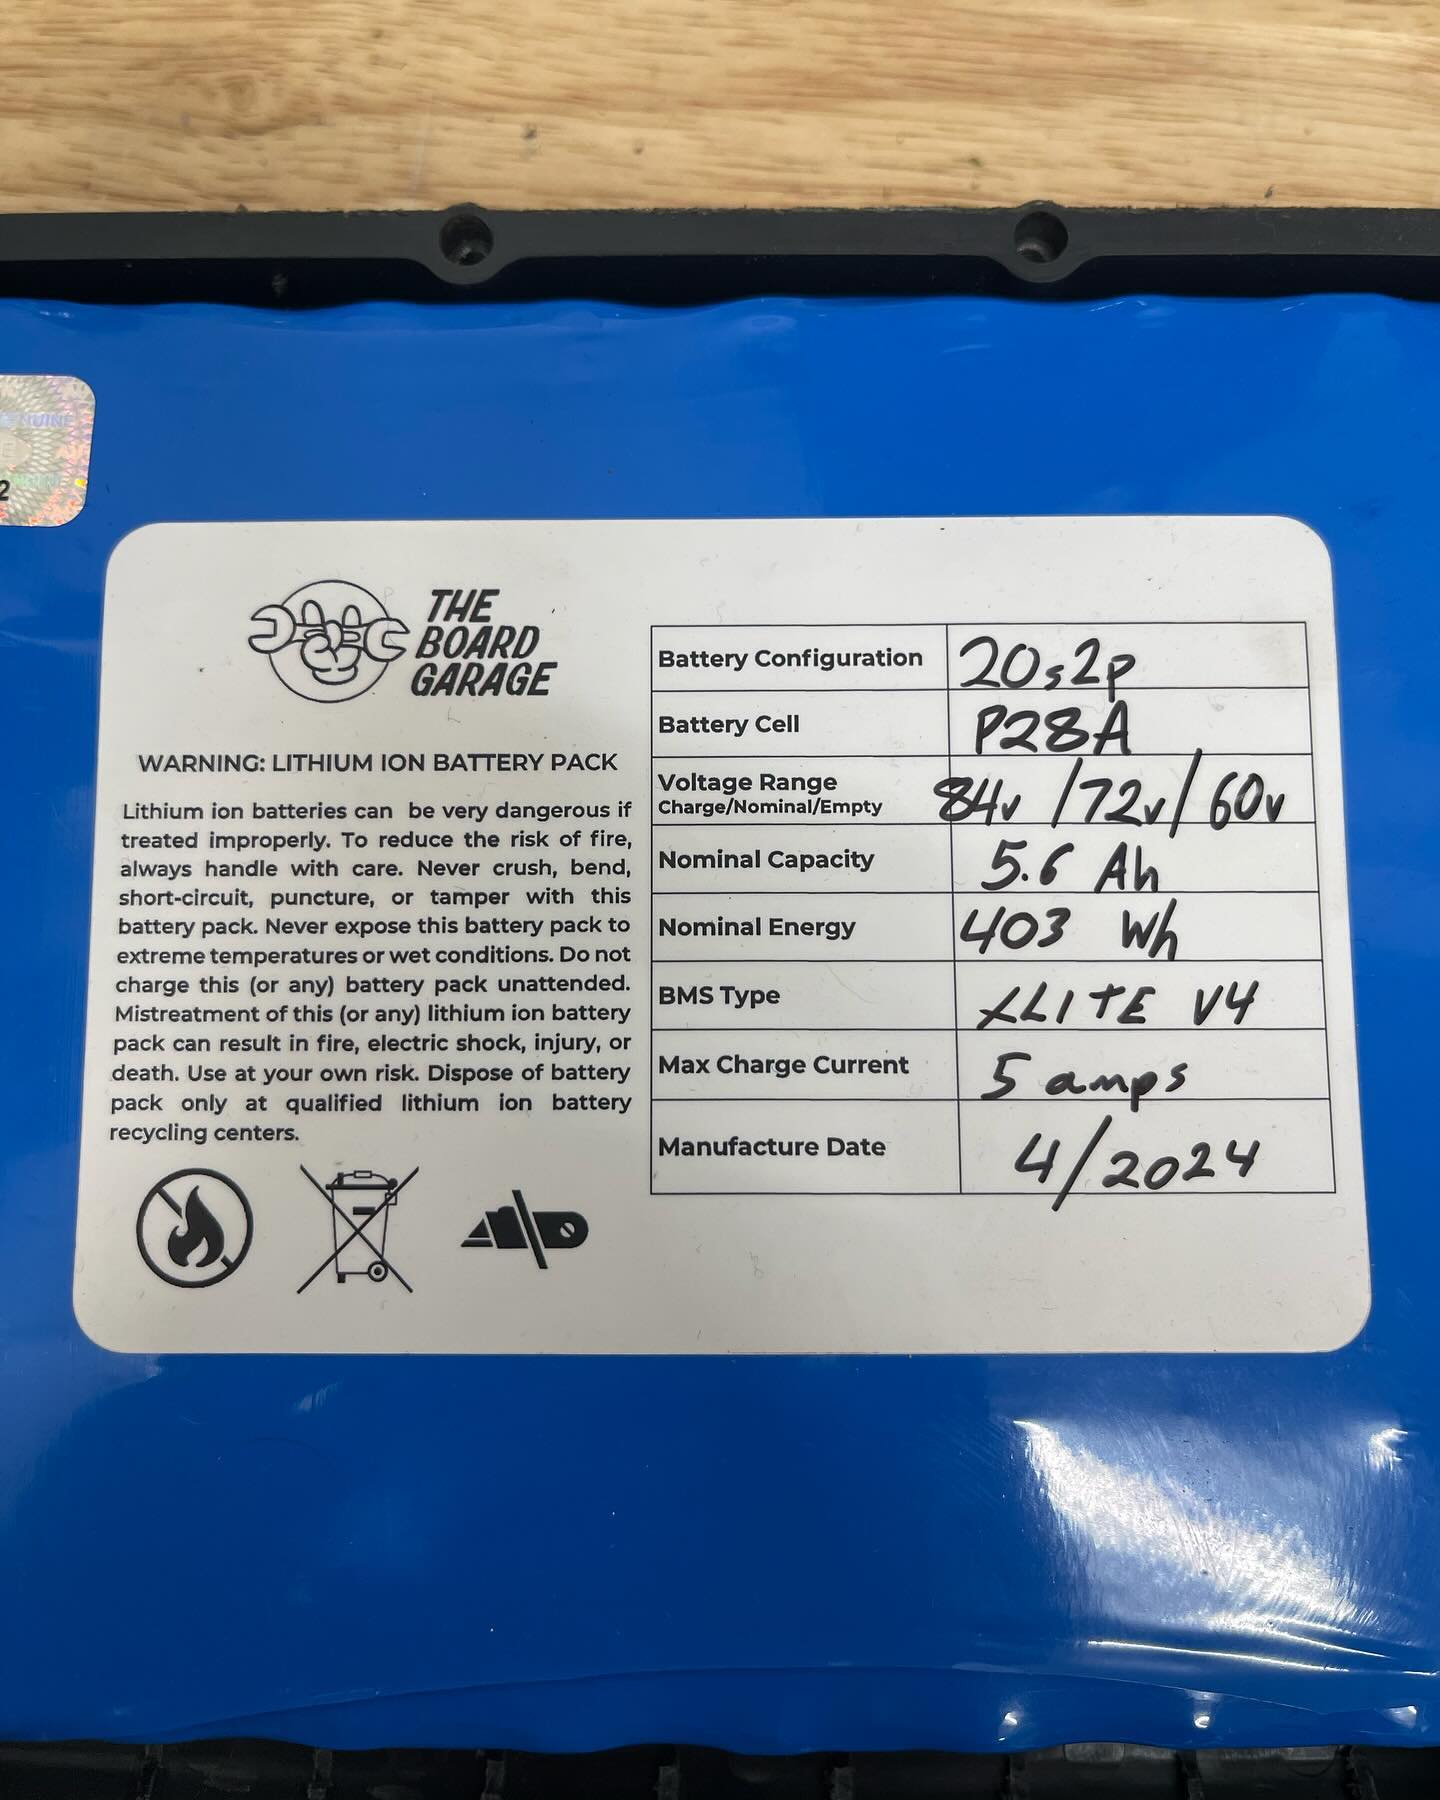 2
THE
BOARD
GARAGE
WARNING: LITHIUM ION BATTERY PACK
Lithium ion batteries can be very dangerous if
treated improperly. To reduce the risk of fire,
always handle with care. Never crush, bend,
short-circuit, puncture, or tamper with this
battery pack. Never expose this battery pack to
extreme temperatures or wet conditions. Do not
charge this (or any) battery pack unattended.
Mistreatment of this (or any) lithium ion battery
pack can result in fire, electric shock, injury, or
death. Use at your own risk. Dispose of battery
pack only at qualified lithium ion battery
recycling centers.
Battery Configuration 20s2p
Battery Cell P28A
Voltage Range 84v / 72v / 60v
Charge/Nominal/Empty
Nominal Capacity 5.6 Ah
Nominal Energy 403 Wh
BMS Type XLITE V4
Max Charge Current 5 amps
Manufacture Date 4/2024